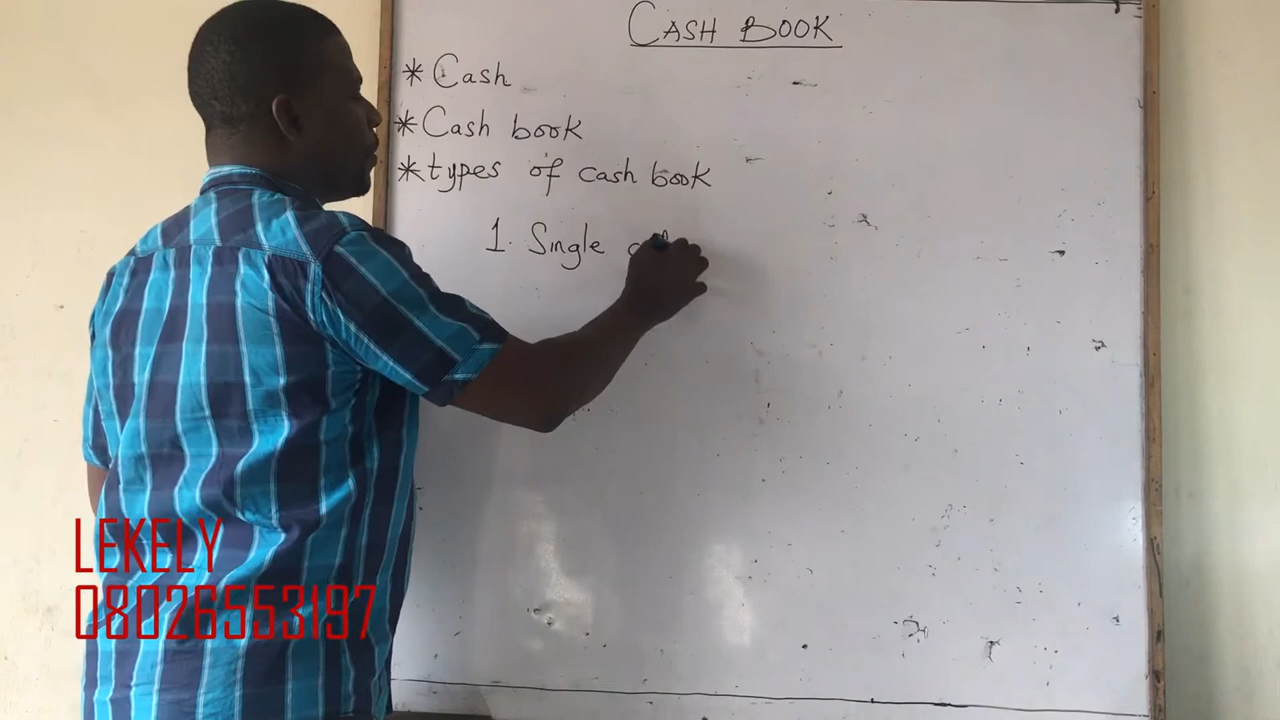 CASH BOOK
* Cash
* Cash book
* types of cash book
1. Single
LEKELY
08026553197